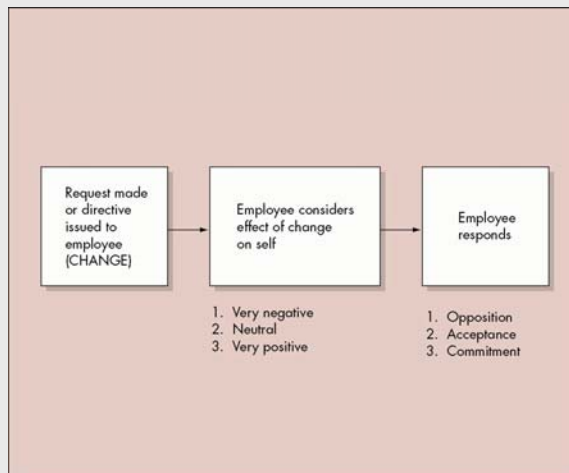 Request made
or directive
issued to
employee
(CHANGE)
Employee considers
effect of change
on self
Employee
responds
1. Very negative
2. Neutral
3. Very positive
1. Opposition
2. Acceptance
3. Commitment